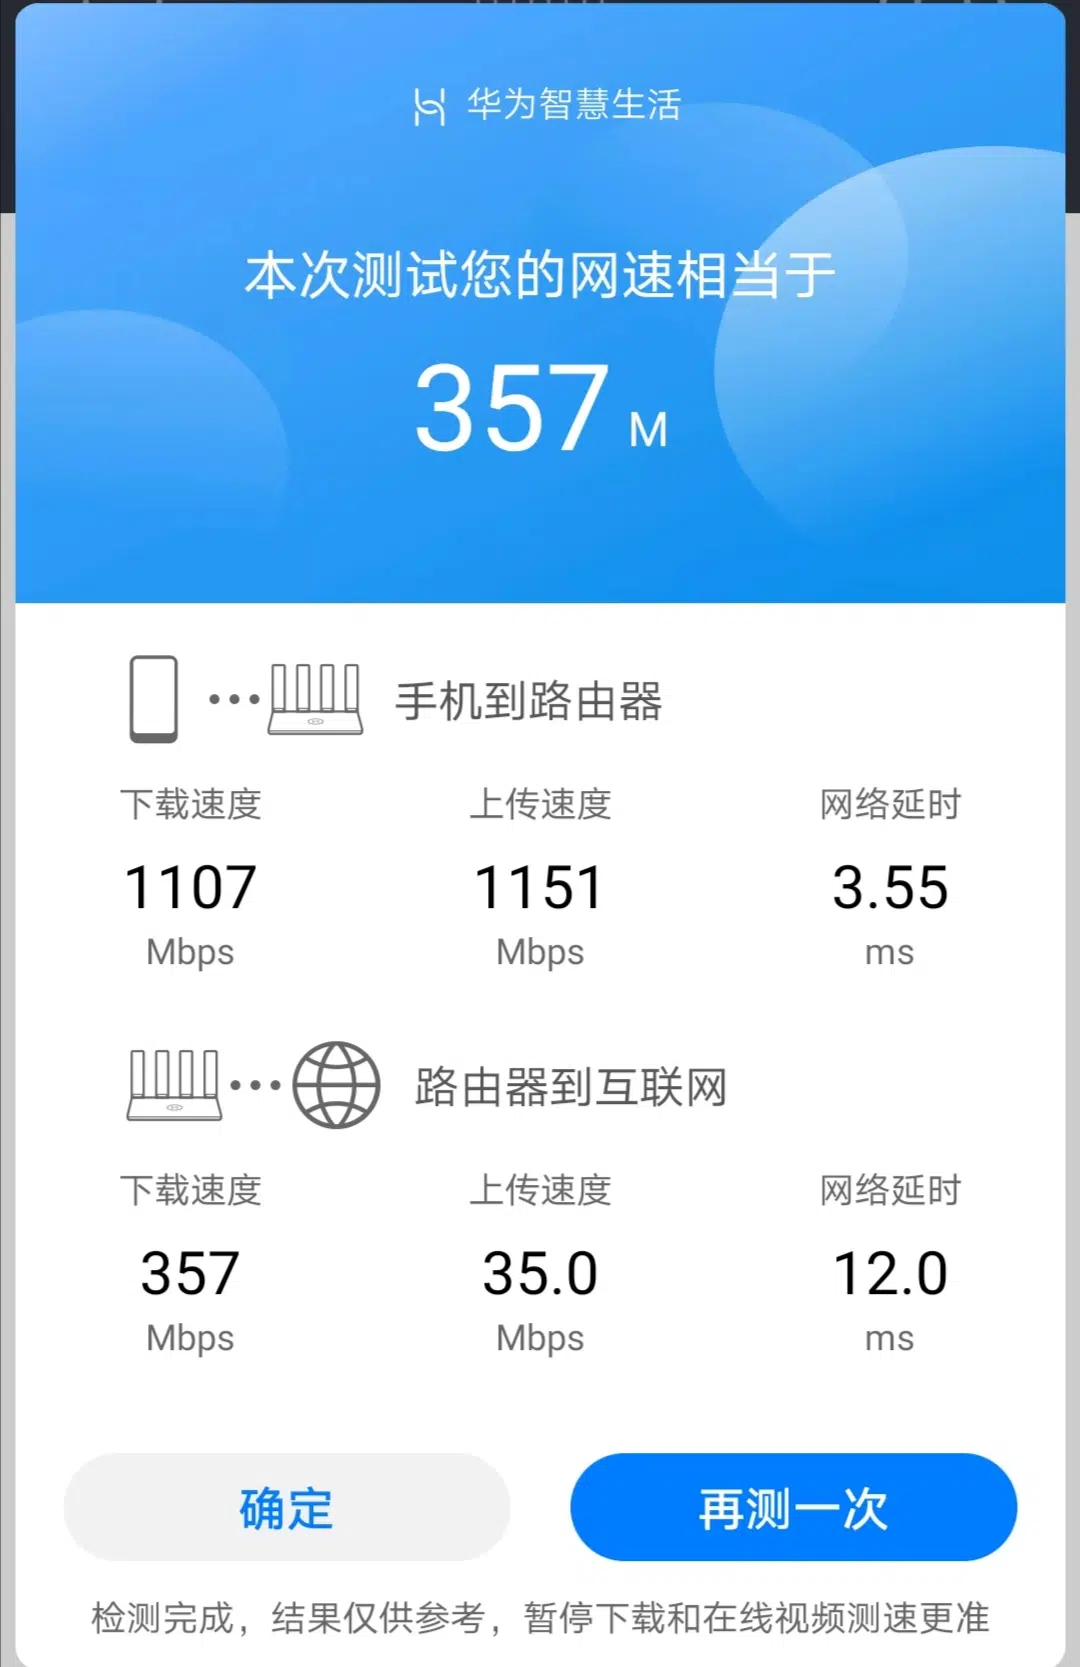 华为智慧生活
本次测试您的网速相当于
357 M
手机到路由器
下载速度 上传速度 网络延时
1107 1151 3.55
Mbps Mbps ms
路由器到互联网
下载速度 上传速度 网络延时
357 35.0 12.0
Mbps Mbps ms
确定 再测一次
检测完成，结果仅供参考，暂停下载和在线视频测速更准